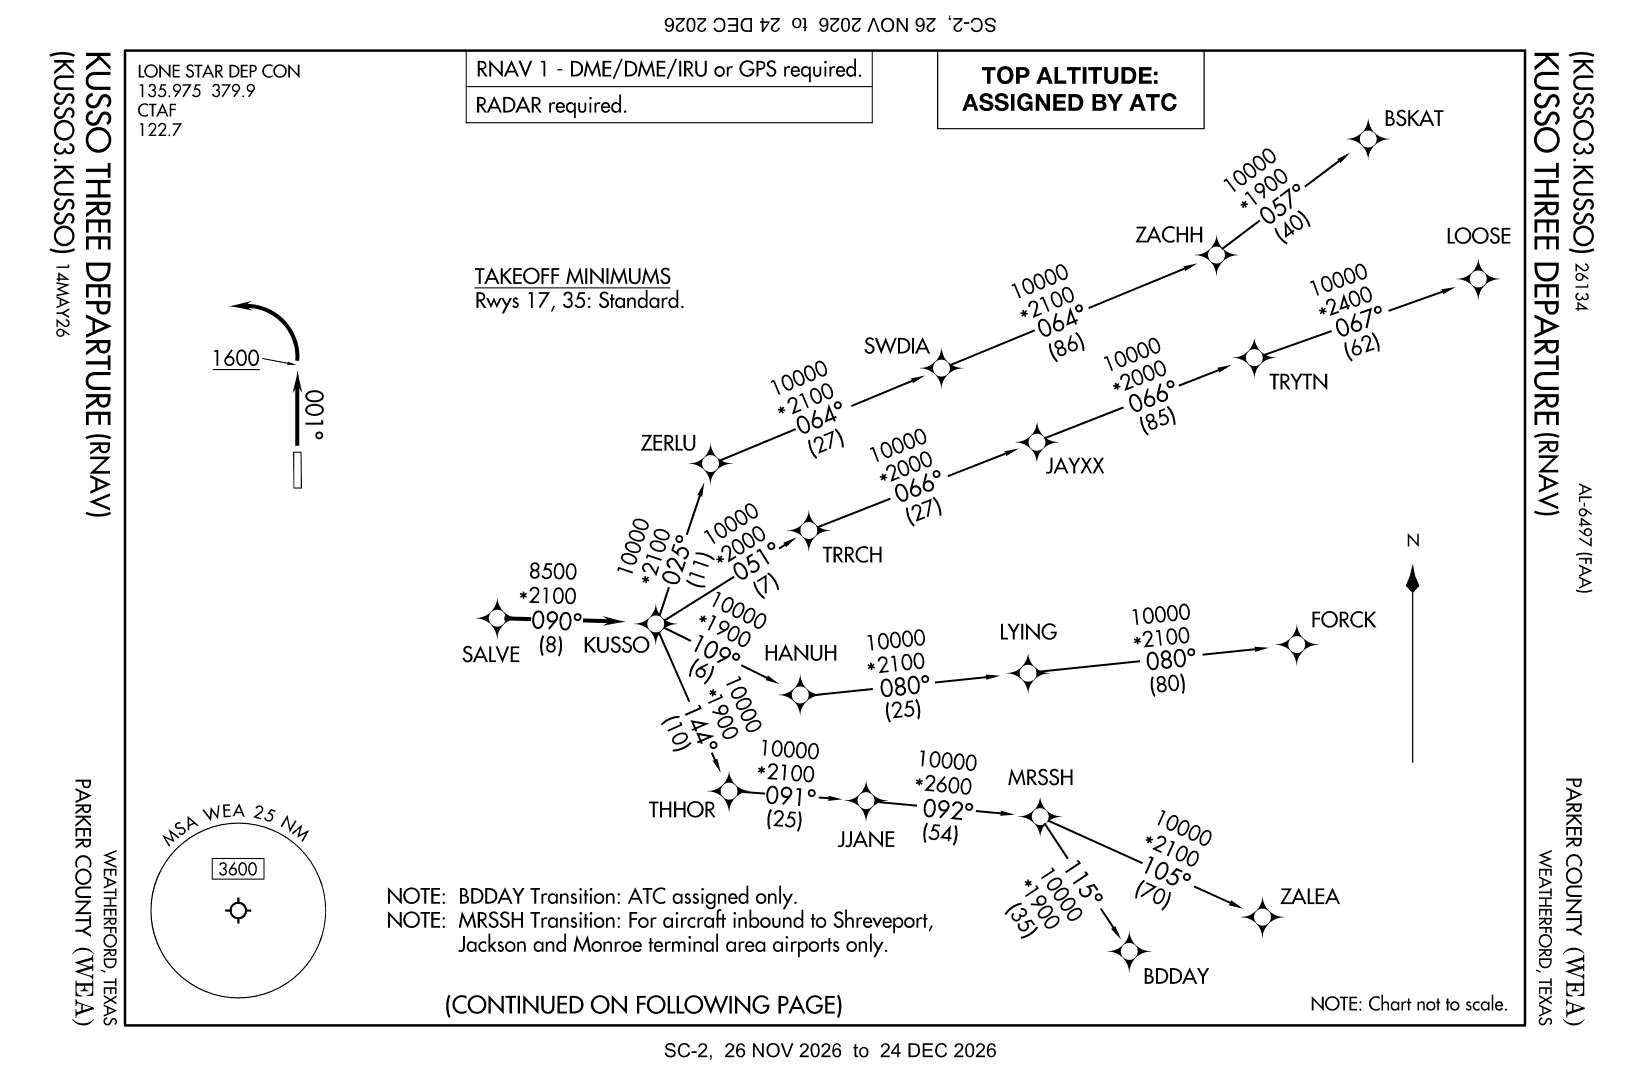 SC-2, 26 NOV 2026 to 24 DEC 2026
KUSSO THREE DEPARTURE (RNAV)
(KUSSO3.KUSSO) 14MAY26
PARKER COUNTY (WEA)
WEATHERFORD, TEXAS
LONE STAR DEP CON
135.975 379.9
CTAF
122.7
RNAV 1 - DME/DME/IRU or GPS required.
RADAR required.
TOP ALTITUDE:
ASSIGNED BY ATC
TAKEOFF MINIMUMS
Rwys 17, 35: Standard.
1600
001°
BSKAT
10000
*1900
057°
(40)
ZACHH
LOOSE
10000
*2400
067°
(62)
10000
*2100
064°
(86)
SWDIA
TRYTN
10000
*2000
066°
(85)
10000
*2100
064°
(27)
ZERLU
JAYXX
10000
*2000
066°
(27)
TRRCH
10000
*2100
025°
(11)
10000
*2000
051°
(7)
8500
*2100
090°
(8)
SALVE
KUSSO
10000
*1900
109°
(6)
HANUH
10000
*2100
080°
(25)
LYING
10000
*2100
080°
(80)
FORCK
N
10000
*1900
144°
(10)
THHOR
10000
*2100
091°
(25)
JJANE
10000
*2600
092°
(54)
MRSSH
10000
*2100
105°
(70)
ZALEA
115°
10000
*1900
(35)
BDDAY
MSA WEA 25 NM
3600
NOTE: BDDAY Transition: ATC assigned only.
NOTE: MRSSH Transition: For aircraft inbound to Shreveport,
Jackson and Monroe terminal area airports only.
(CONTINUED ON FOLLOWING PAGE)
NOTE: Chart not to scale.
KUSSO THREE DEPARTURE (RNAV)
(KUSSO3.KUSSO) 26134
AL-6497 (FAA)
PARKER COUNTY (WEA)
WEATHERFORD, TEXAS
SC-2, 26 NOV 2026 to 24 DEC 2026